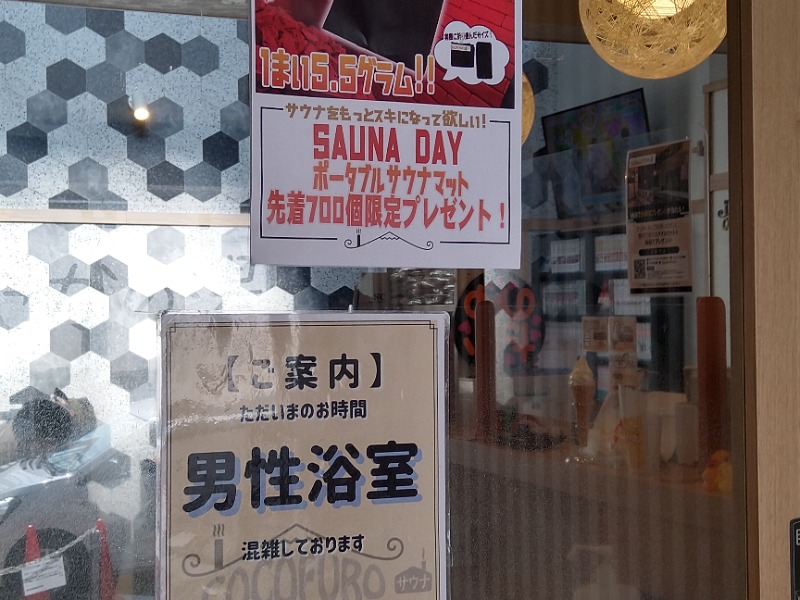 1まい5.5グラム!!
サウナをもっとスキになって欲しい!
SAUNA DAY
ポータブルサウナマット
先着700個限定プレゼント!
【ご案内】
ただいまのお時間
男性浴室
混雑しております
COCOFURO
サウナ